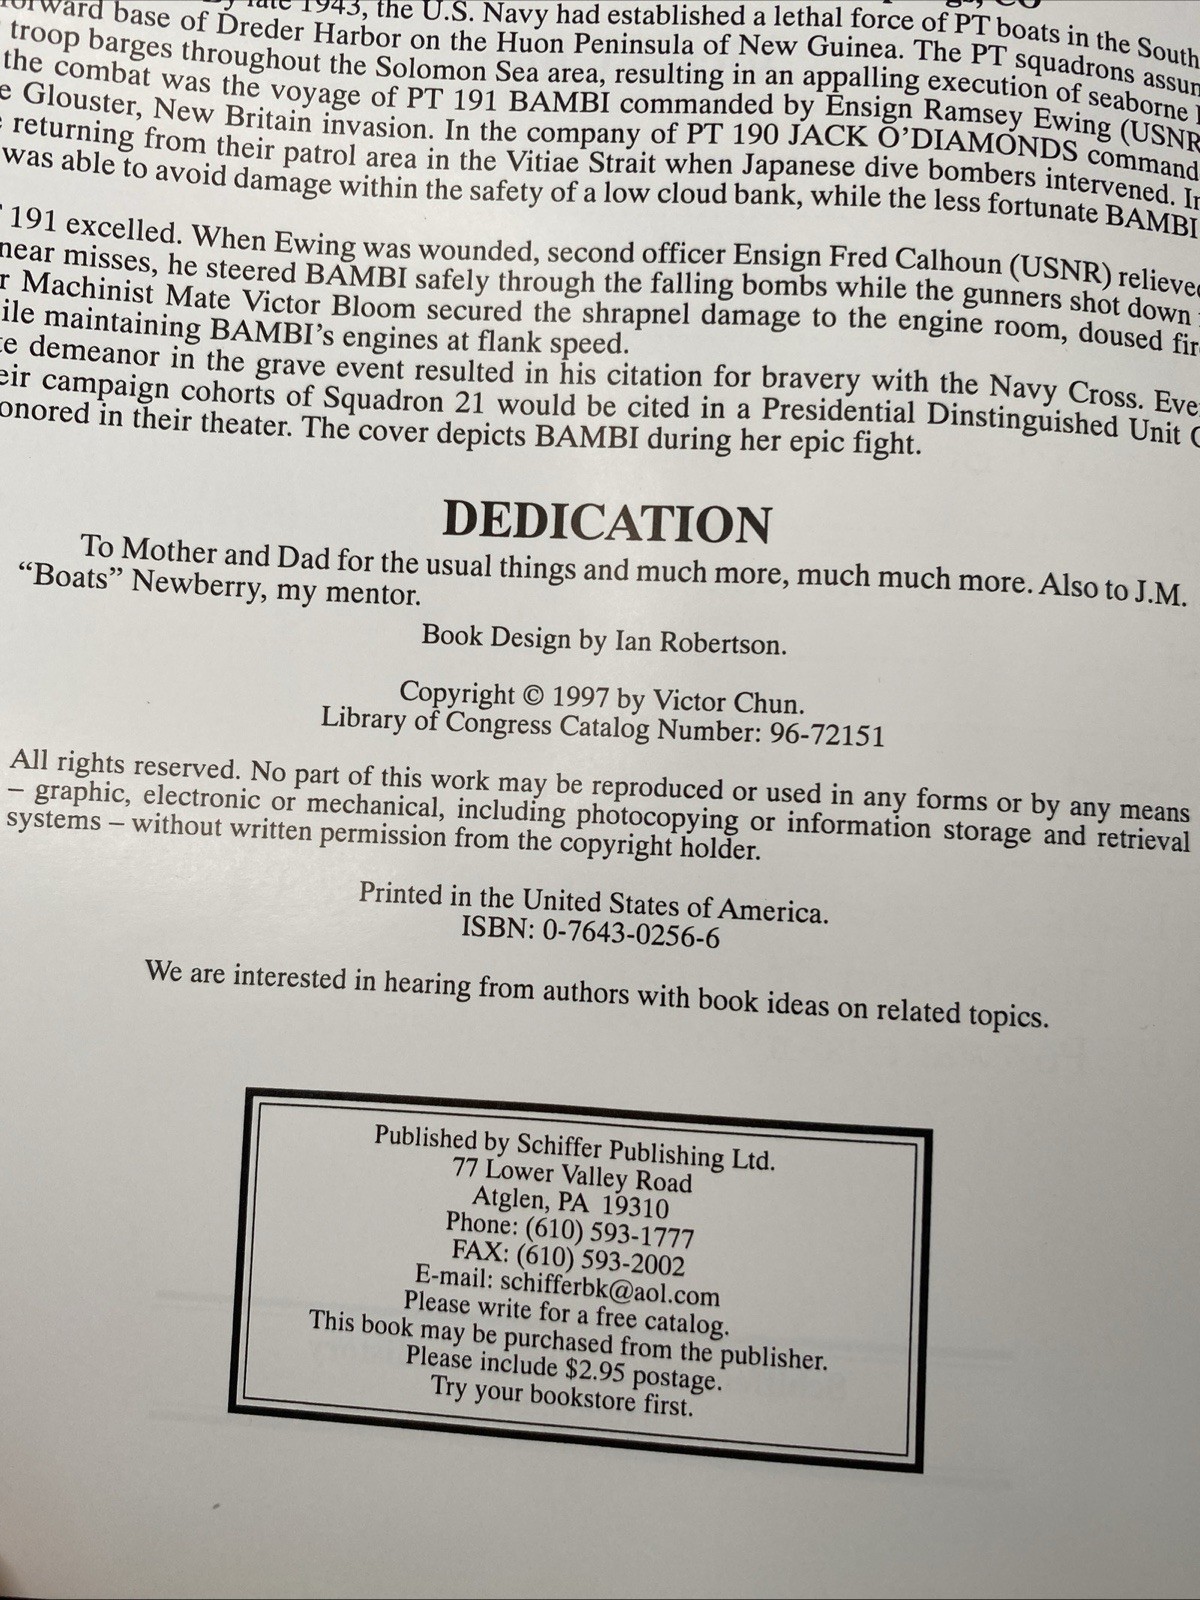 late 1943, the U.S. Navy had established a lethal force of PT boats in the South
forward base of Dreder Harbor on the Huon Peninsula of New Guinea. The PT squadrons assum
troop barges throughout the Solomon Sea area, resulting in an appalling execution of seaborne
the combat was the voyage of PT 191 BAMBI commanded by Ensign Ramsey Ewing (USNR
e Glouster, New Britain invasion. In the company of PT 190 JACK O’DIAMONDS command
returning from their patrol area in the Vitiae Strait when Japanese dive bombers intervened. In
was able to avoid damage within the safety of a low cloud bank, while the less fortunate BAMBI
191 excelled. When Ewing was wounded, second officer Ensign Fred Calhoun (USNR) relieved
near misses, he steered BAMBI safely through the falling bombs while the gunners shot down
r Machinist Mate Victor Bloom secured the shrapnel damage to the engine room, doused fir
ile maintaining BAMBI’s engines at flank speed.
te demeanor in the grave event resulted in his citation for bravery with the Navy Cross. Eve
eir campaign cohorts of Squadron 21 would be cited in a Presidential Dinstinguished Unit C
onored in their theater. The cover depicts BAMBI during her epic fight.
DEDICATION
To Mother and Dad for the usual things and much more, much much more. Also to J.M.
“Boats” Newberry, my mentor.
Book Design by Ian Robertson.
Copyright © 1997 by Victor Chun.
Library of Congress Catalog Number: 96-72151
All rights reserved. No part of this work may be reproduced or used in any forms or by any means
– graphic, electronic or mechanical, including photocopying or information storage and retrieval
systems – without written permission from the copyright holder.
Printed in the United States of America.
ISBN: 0-7643-0256-6
We are interested in hearing from authors with book ideas on related topics.
Published by Schiffer Publishing Ltd.
77 Lower Valley Road
Atglen, PA 19310
Phone: (610) 593-1777
FAX: (610) 593-2002
E-mail: schifferbk@aol.com
Please write for a free catalog.
This book may be purchased from the publisher.
Please include $2.95 postage.
Try your bookstore first.